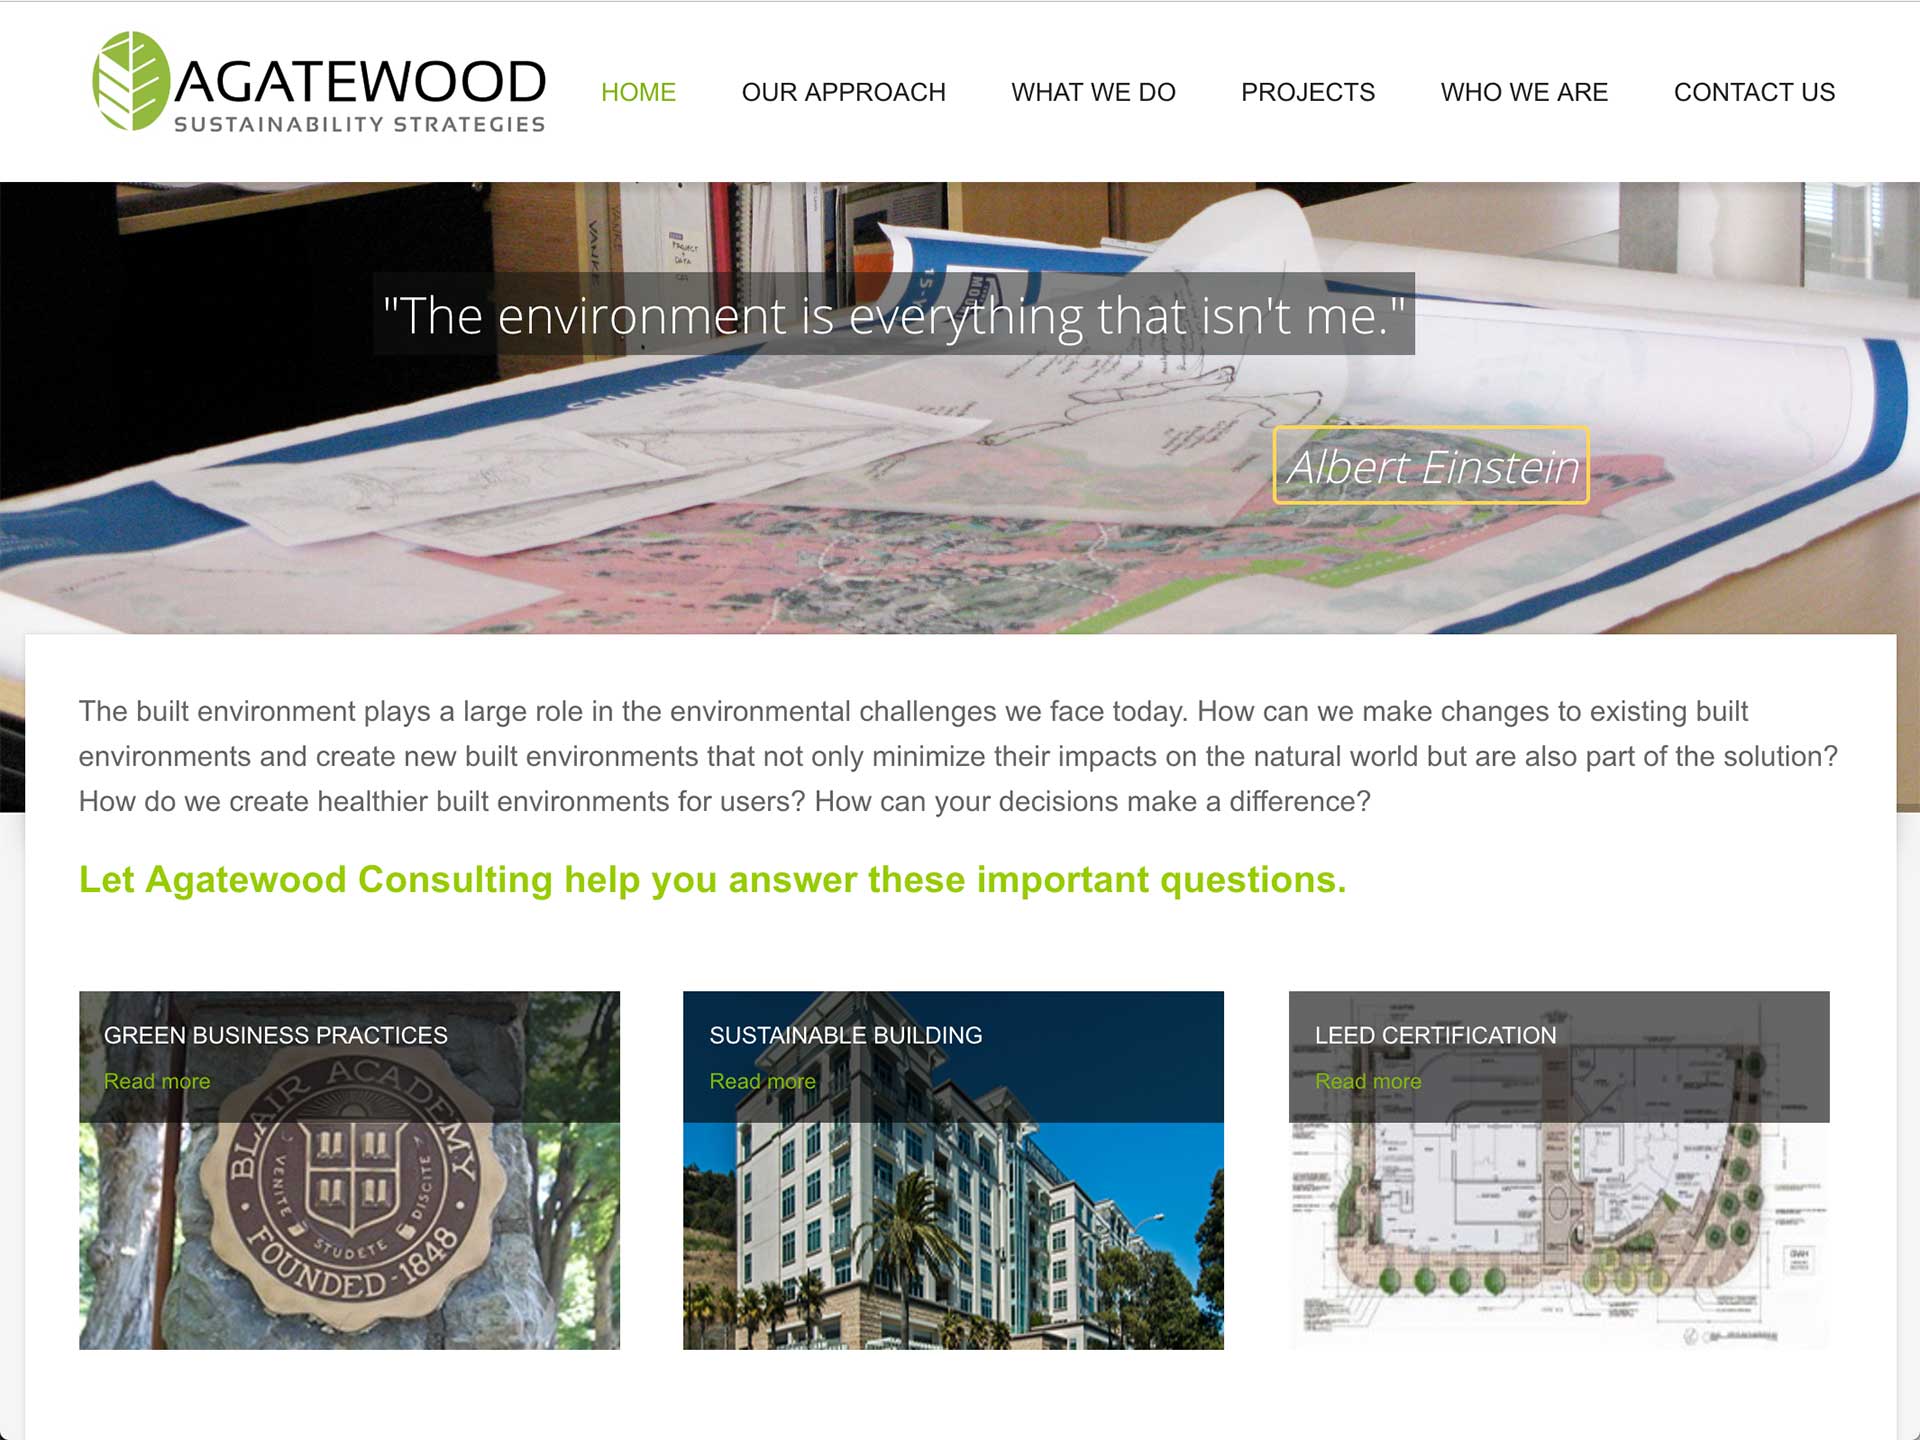 AGATEWOOD
SUSTAINABILITY STRATEGIES
HOME OUR APPROACH WHAT WE DO PROJECTS WHO WE ARE CONTACT US
VANKE
PROJECT
DATA
"The environment is everything that isn't me."
Albert Einstein
The built environment plays a large role in the environmental challenges we face today. How can we make changes to existing built
environments and create new built environments that not only minimize their impacts on the natural world but are also part of the solution?
How do we create healthier built environments for users? How can your decisions make a difference?
Let Agatewood Consulting help you answer these important questions.
GREEN BUSINESS PRACTICES
Read more
BLAIR ACADEMY
VENITE STUDETE DISCITE
FOUNDED - 1848
SUSTAINABLE BUILDING
Read more
LEED CERTIFICATION
Read more